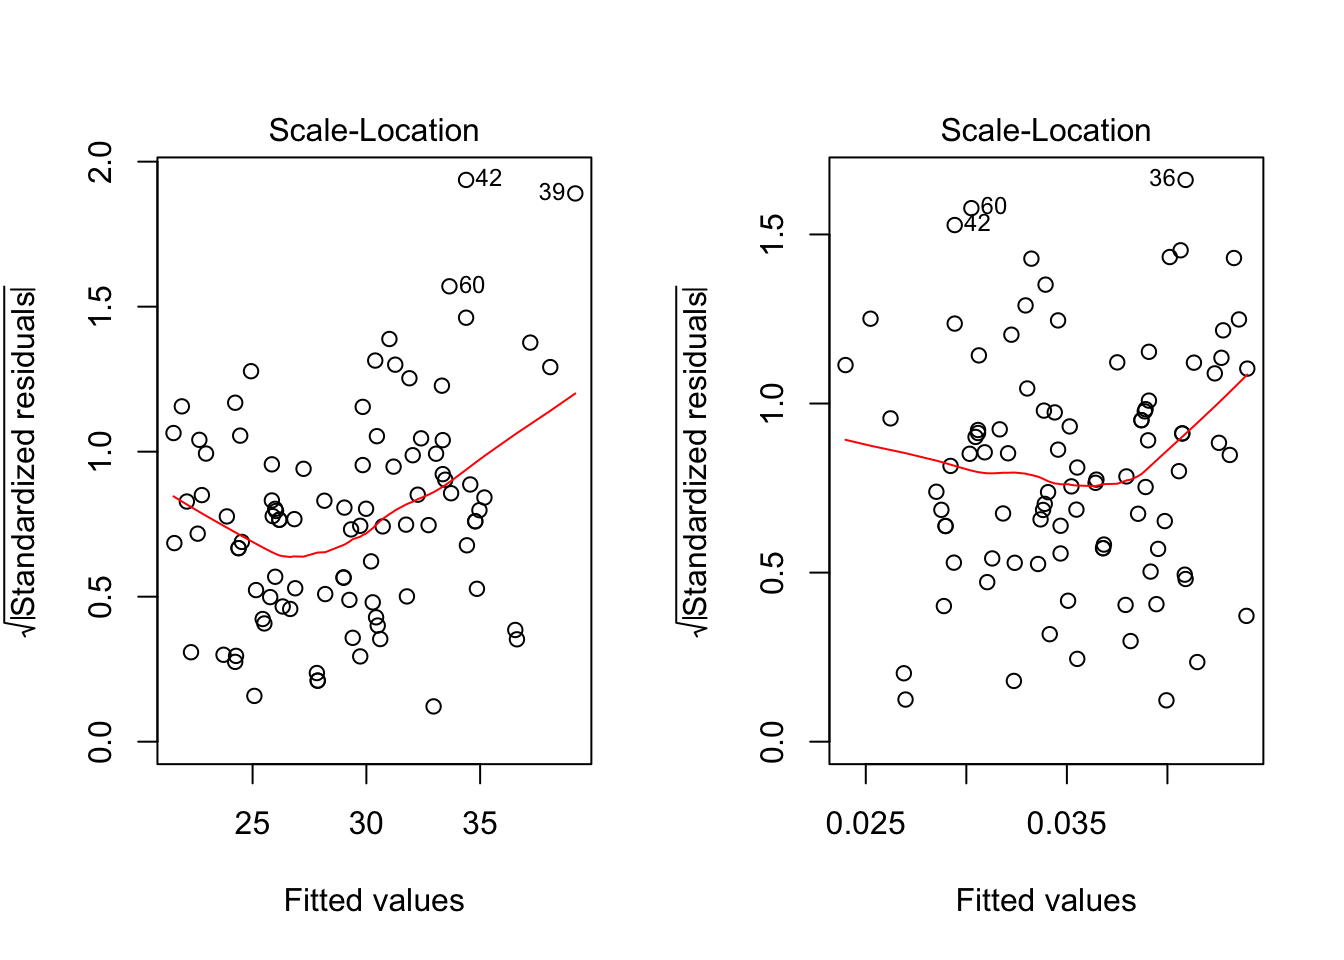 Scale-Location
2.0
1.5
1.0
0.5
0.0
√|Standardized residuals|
42
39
60
25 30 35
Fitted values
Scale-Location
1.5
1.0
0.5
0.0
√|Standardized residuals|
36
60
42
0.025 0.035
Fitted values